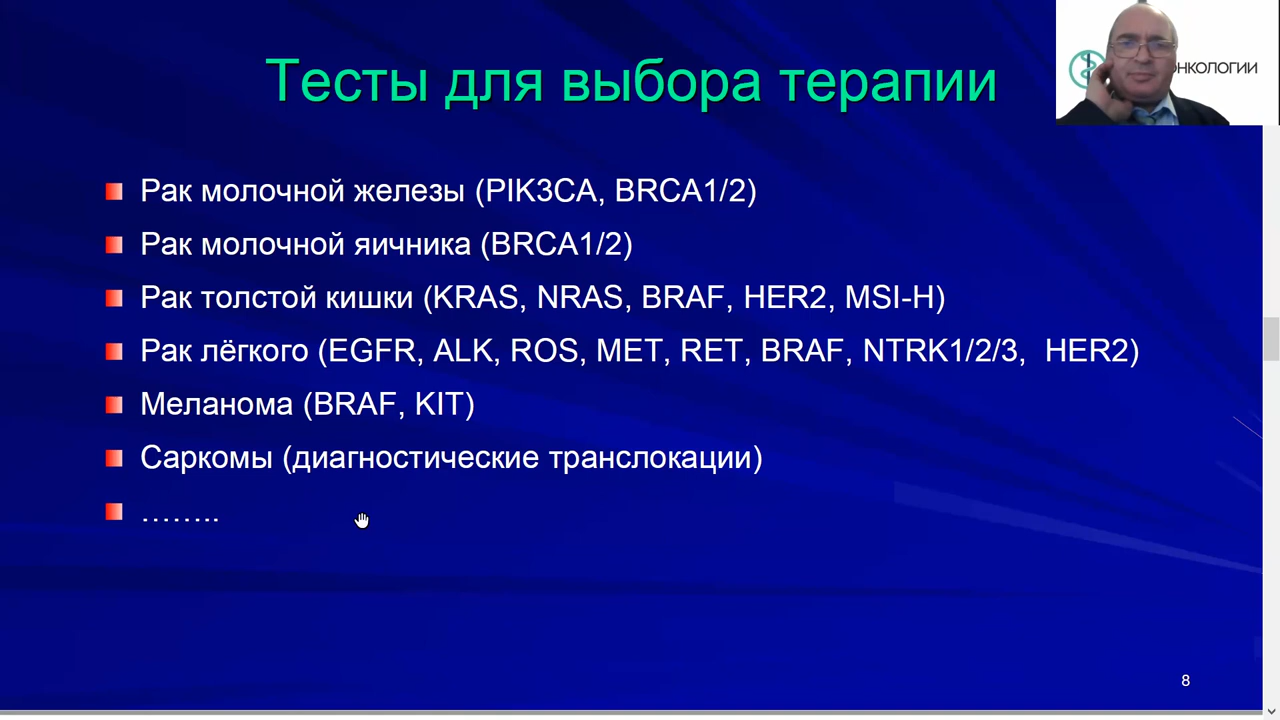 Тесты для выбора терапии
нкологии
Рак молочной железы (PIK3CA, BRCA1/2)
Рак молочной яичника (BRCA1/2)
Рак толстой кишки (KRAS, NRAS, BRAF, HER2, MSI-H)
Рак лёгкого (EGFR, ALK, ROS, MET, RET, BRAF, NTRK1/2/3, HER2)
Меланома (BRAF, KIT)
Саркомы (диагностические транслокации)
........
8